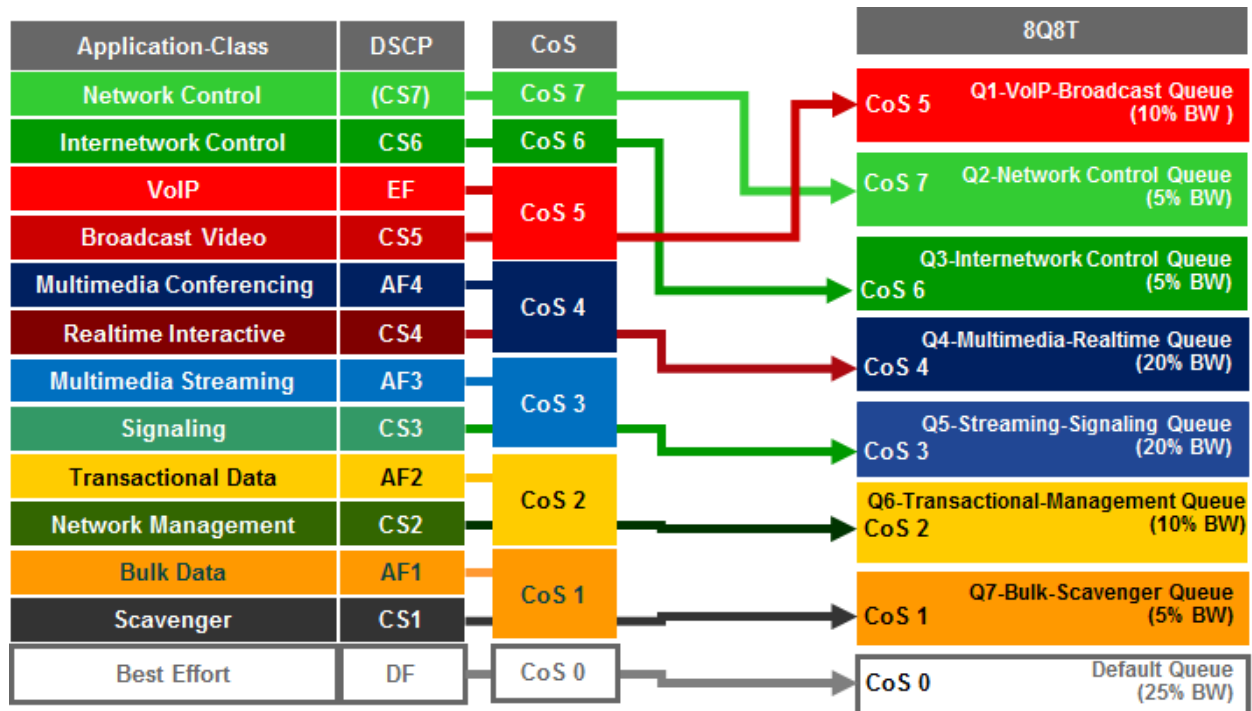 Application-Class DSCP CoS 8Q8T
Network Control (CS7) CoS 7
Internetwork Control CS6 CoS 6
VoIP EF
CoS 5
Broadcast Video CS5
Multimedia Conferencing AF4
CoS 4
Realtime Interactive CS4
Multimedia Streaming AF3
CoS 3
Signaling CS3
Transactional Data AF2
CoS 2
Network Management CS2
Bulk Data AF1
CoS 1
Scavenger CS1
Best Effort DF CoS 0
Q1-VoIP-Broadcast Queue
CoS 5 (10% BW )
CoS 7 Q2-Network Control Queue
(5% BW)
Q3-Internetwork Control Queue
CoS 6 (5% BW)
Q4-Multimedia-Realtime Queue
CoS 4 (20% BW)
Q5-Streaming-Signaling Queue
CoS 3 (20% BW)
Q6-Transactional-Management Queue
CoS 2 (10% BW)
Q7-Bulk-Scavenger Queue
CoS 1 (5% BW)
Default Queue
CoS 0 (25% BW)